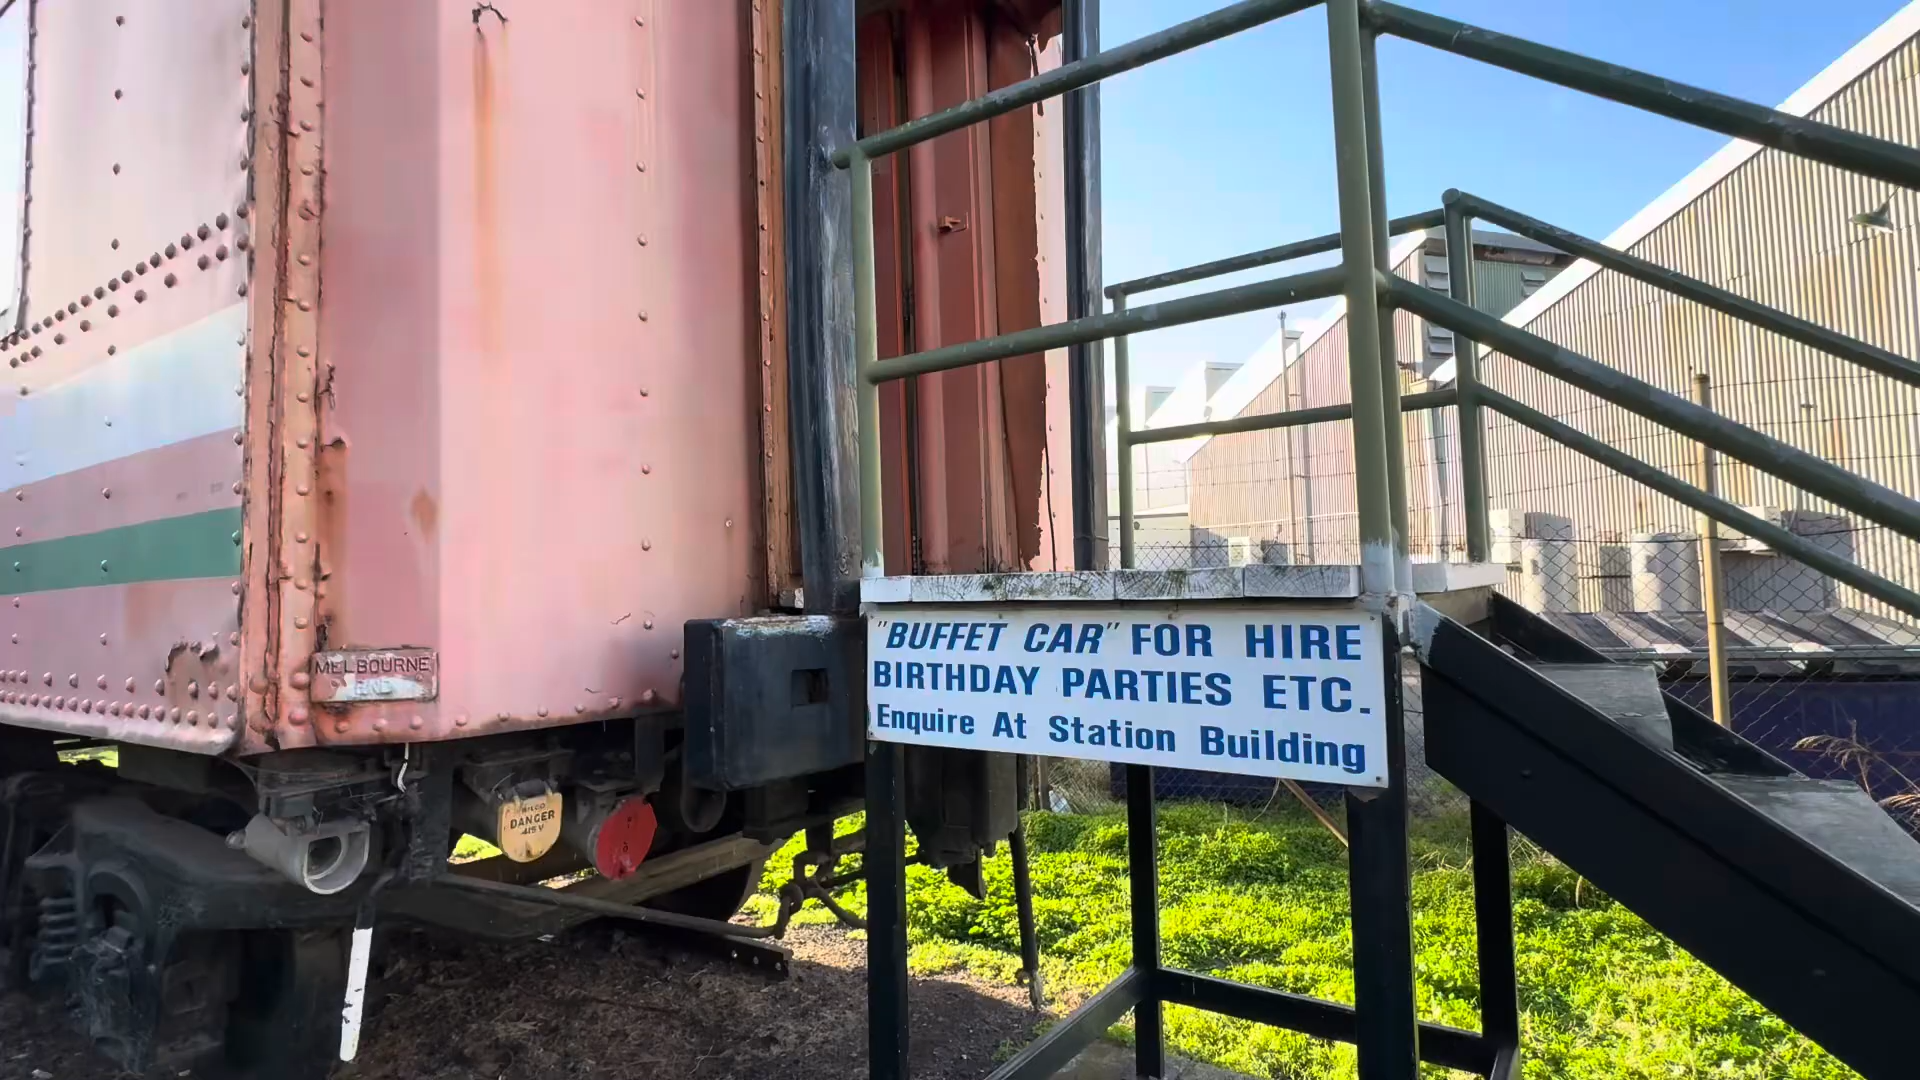 "BUFFET CAR" FOR HIRE
BIRTHDAY PARTIES ETC.
Enquire At Station Building
MELBOURNE
END
DANGER
415 V